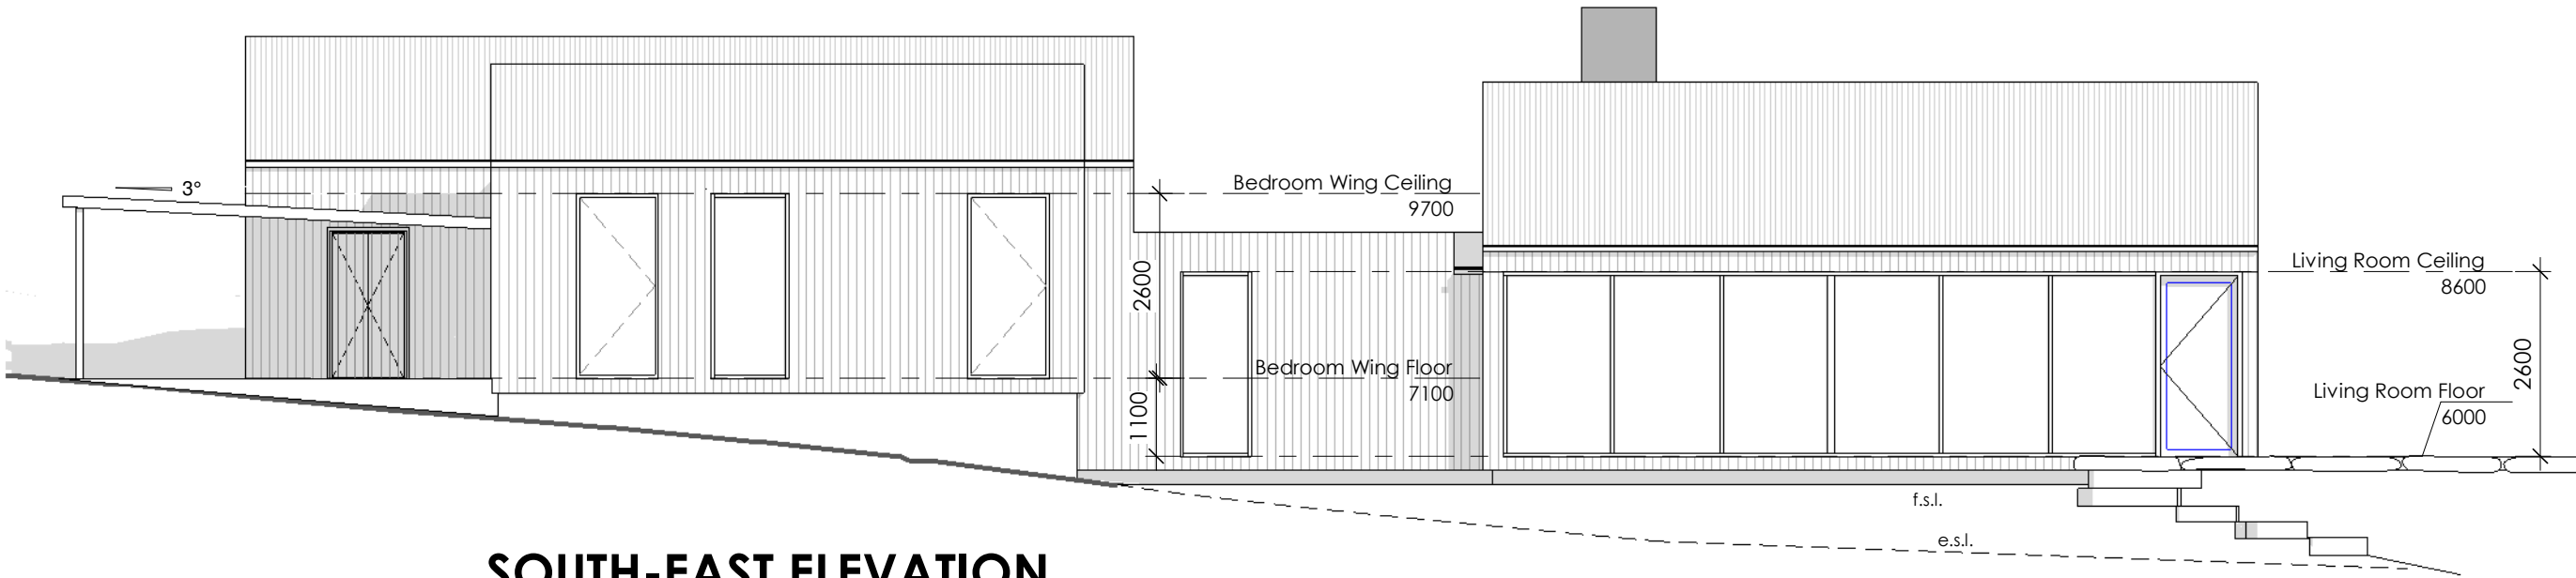 3°
Bedroom Wing Ceiling
9700
2600
Bedroom Wing Floor
7100
1100
Living Room Ceiling
8600
2600
Living Room Floor
6000
f.s.l.
e.s.l.
SOUTH-EAST ELEVATION